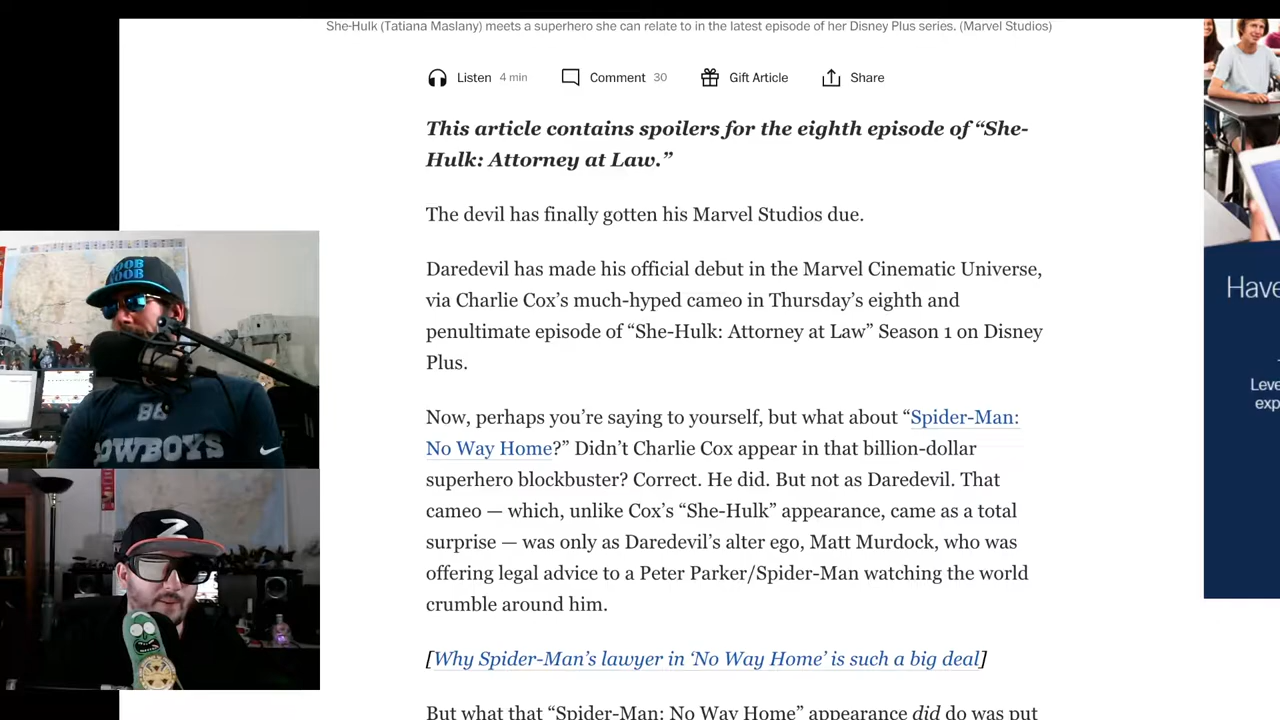 She-Hulk (Tatiana Maslany) meets a superhero she can relate to in the latest episode of her Disney Plus series. (Marvel Studios)
Listen 4 min Comment 30 Gift Article Share
This article contains spoilers for the eighth episode of “She-
Hulk: Attorney at Law.”
The devil has finally gotten his Marvel Studios due.
Daredevil has made his official debut in the Marvel Cinematic Universe,
via Charlie Cox’s much-hyped cameo in Thursday’s eighth and
penultimate episode of “She-Hulk: Attorney at Law” Season 1 on Disney
Plus.
Now, perhaps you’re saying to yourself, but what about “Spider-Man:
No Way Home?” Didn’t Charlie Cox appear in that billion-dollar
superhero blockbuster? Correct. He did. But not as Daredevil. That
cameo — which, unlike Cox’s “She-Hulk” appearance, came as a total
surprise — was only as Daredevil’s alter ego, Matt Murdock, who was
offering legal advice to a Peter Parker/Spider-Man watching the world
crumble around him.
[Why Spider-Man’s lawyer in ‘No Way Home’ is such a big deal]
But what that “Spider-Man: No Way Home” appearance did do was put
Have
Leve
exp
NOOB
NOOB
COWBOYS